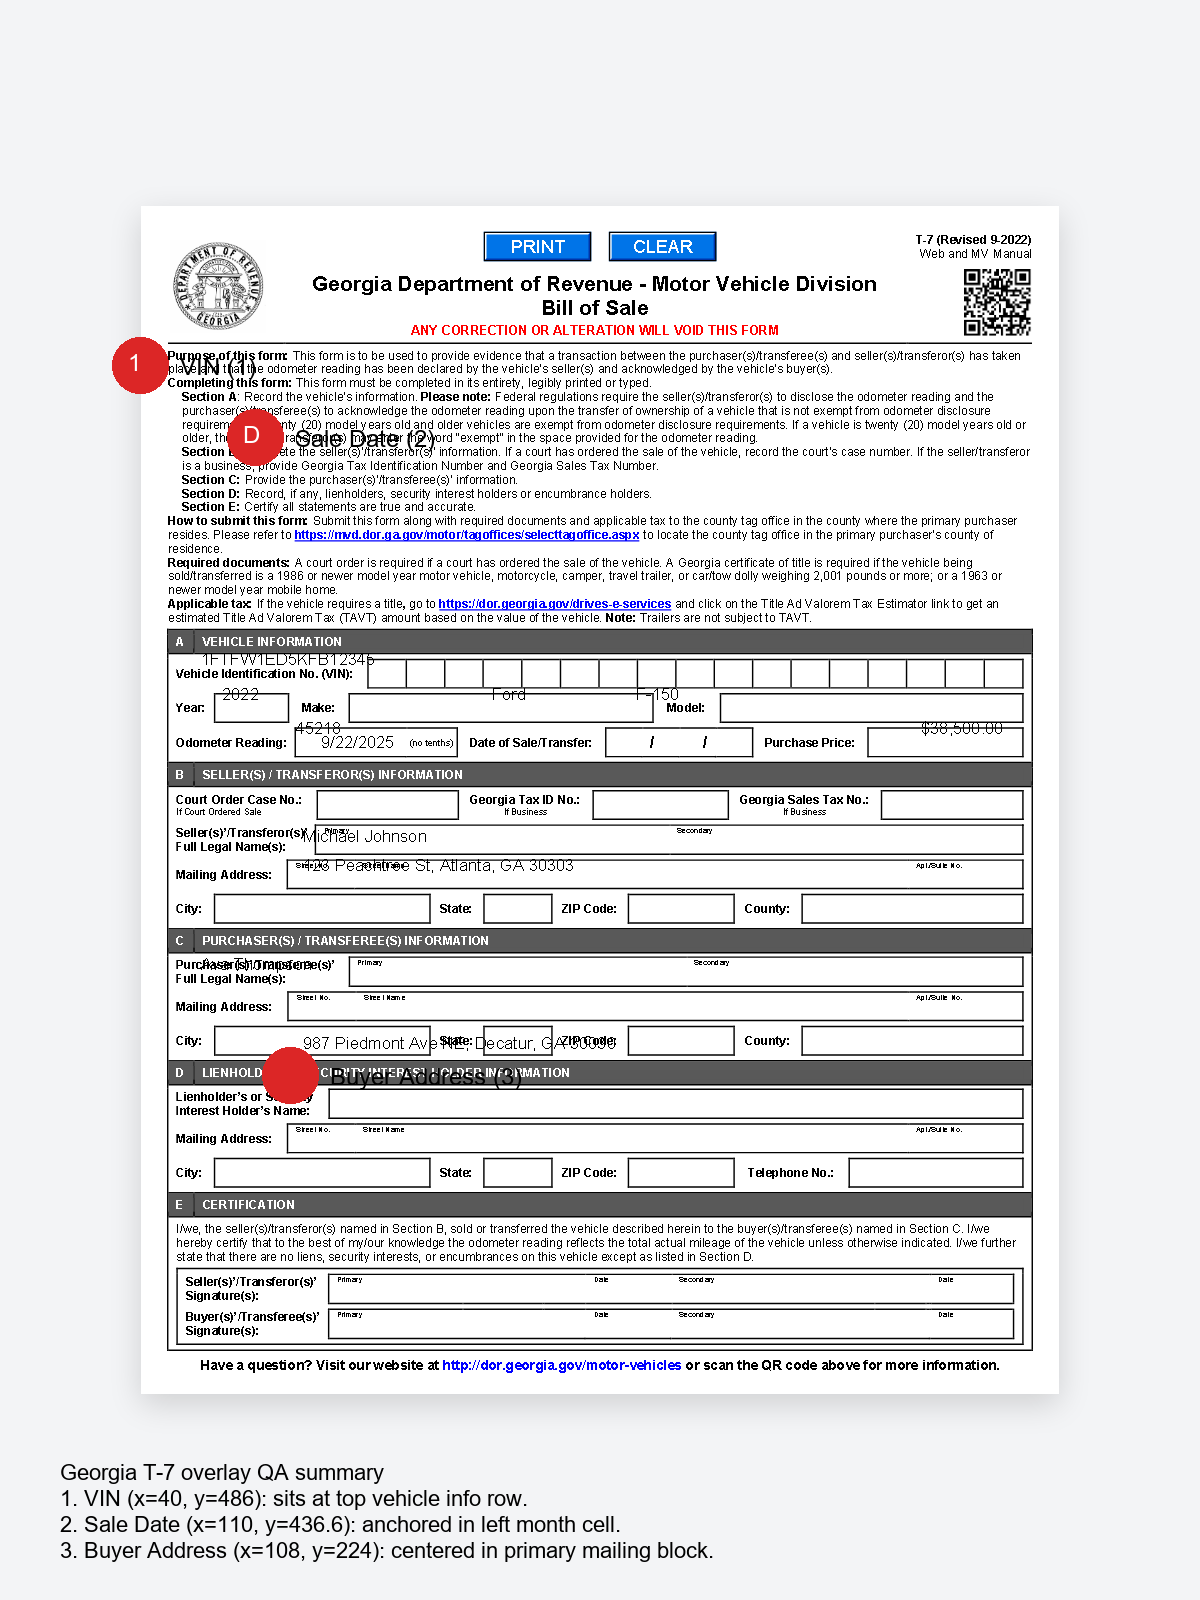 PRINT CLEAR
T-7 (Revised 9-2022)
Web and MV Manual
DEPARTMENT OF REVENUE GEORGIA
Georgia Department of Revenue - Motor Vehicle Division
Bill of Sale
ANY CORRECTION OR ALTERATION WILL VOID THIS FORM
1 VIN (1)
Purpose of this form: This form is to be used to provide evidence that a transaction between the purchaser(s)/transferee(s) and seller(s)/transferor(s) has taken
place and that the odometer reading has been declared by the vehicle's seller(s) and acknowledged by the vehicle's buyer(s).
Completing this form: This form must be completed in its entirety, legibly printed or typed.
Section A: Record the vehicle's information. Please note: Federal regulations require the seller(s)/transferor(s) to disclose the odometer reading and the
purchaser(s)/transferee(s) to acknowledge the odometer reading upon the transfer of ownership of a vehicle that is not exempt from odometer disclosure
(20) model years old and older vehicles are exempt from odometer disclosure requirements. If a vehicle is twenty (20) model years old or
D Sale Date (2)
older, the word "exempt" in the space provided for the odometer reading.
Section the seller(s)'/transferor(s)' information. If a court has ordered the sale of the vehicle, record the court's case number. If the seller/transferor
is a business, provide Georgia Tax Identification Number and Georgia Sales Tax Number.
Section C: Provide the purchaser(s)'/transferee(s)' information.
Section D: Record, if any, lienholders, security interest holders or encumbrance holders.
Section E: Certify all statements are true and accurate.
How to submit this form: Submit this form along with required documents and applicable tax to the county tag office in the county where the primary purchaser
resides. Please refer to https://mvd.dor.ga.gov/motor/tagoffices/selecttagoffice.aspx to locate the county tag office in the primary purchaser's county of
residence.
Required documents: A court order is required if a court has ordered the sale of the vehicle. A Georgia certificate of title is required if the vehicle being
sold/transferred is a 1986 or newer model year motor vehicle, motorcycle, camper, travel trailer, or car/tow dolly weighing 2,001 pounds or more; or a 1963 or
newer model year mobile home.
Applicable tax: If the vehicle requires a title, go to https://dor.georgia.gov/drives-e-services and click on the Title Ad Valorem Tax Estimator link to get an
estimated Title Ad Valorem Tax (TAVT) amount based on the value of the vehicle. Note: Trailers are not subject to TAVT.
A VEHICLE INFORMATION
1FTFW1ED5KFB12345
Vehicle Identification No. (VIN):
2022 Ford F-150
Year: Make: Model:
45218 $38,500.00
Odometer Reading: 9/22/2025 (no tenths) Date of Sale/Transfer: / / Purchase Price:
B SELLER(S) / TRANSFEROR(S) INFORMATION
Court Order Case No.: Georgia Tax ID No.: Georgia Sales Tax No.:
If Court Ordered Sale If Business If Business
Seller(s)'/Transferor(s)' Primary Secondary
Michael Johnson
Full Legal Name(s):
Street No. Street Name Apt./Suite No.
Peachtree St, Atlanta, GA 30303
Mailing Address:
City: State: ZIP Code: County:
C PURCHASER(S) / TRANSFEREE(S) INFORMATION
Purchaser(s)'/Transferee(s)' Primary Secondary
Ava Thompson
Full Legal Name(s):
Street No. Street Name Apt./Suite No.
Mailing Address:
City: State: ZIP Code: County:
987 Piedmont Ave NE, Decatur, GA
D INTEREST HOLDER INFORMATION
Buyer Address (3)
Lienholder's or
Interest Holder's Name:
Street No. Street Name Apt./Suite No.
Mailing Address:
City: State: ZIP Code: Telephone No.:
E CERTIFICATION
I/we, the seller(s)/transferor(s) named in Section B, sold or transferred the vehicle described herein to the buyer(s)/transferee(s) named in Section C. I/we
hereby certify that to the best of my/our knowledge the odometer reading reflects the total actual mileage of the vehicle unless otherwise indicated. I/we further
state that there are no liens, security interests, or encumbrances on this vehicle except as listed in Section D.
Seller(s)'/Transferor(s)' Primary Date Secondary Date
Signature(s):
Buyer(s)'/Transferee(s)' Primary Date Secondary Date
Signature(s):
Have a question? Visit our website at http://dor.georgia.gov/motor-vehicles or scan the QR code above for more information.
Georgia T-7 overlay QA summary
1. VIN (x=40, y=486): sits at top vehicle info row.
2. Sale Date (x=110, y=436.6): anchored in left month cell.
3. Buyer Address (x=108, y=224): centered in primary mailing block.